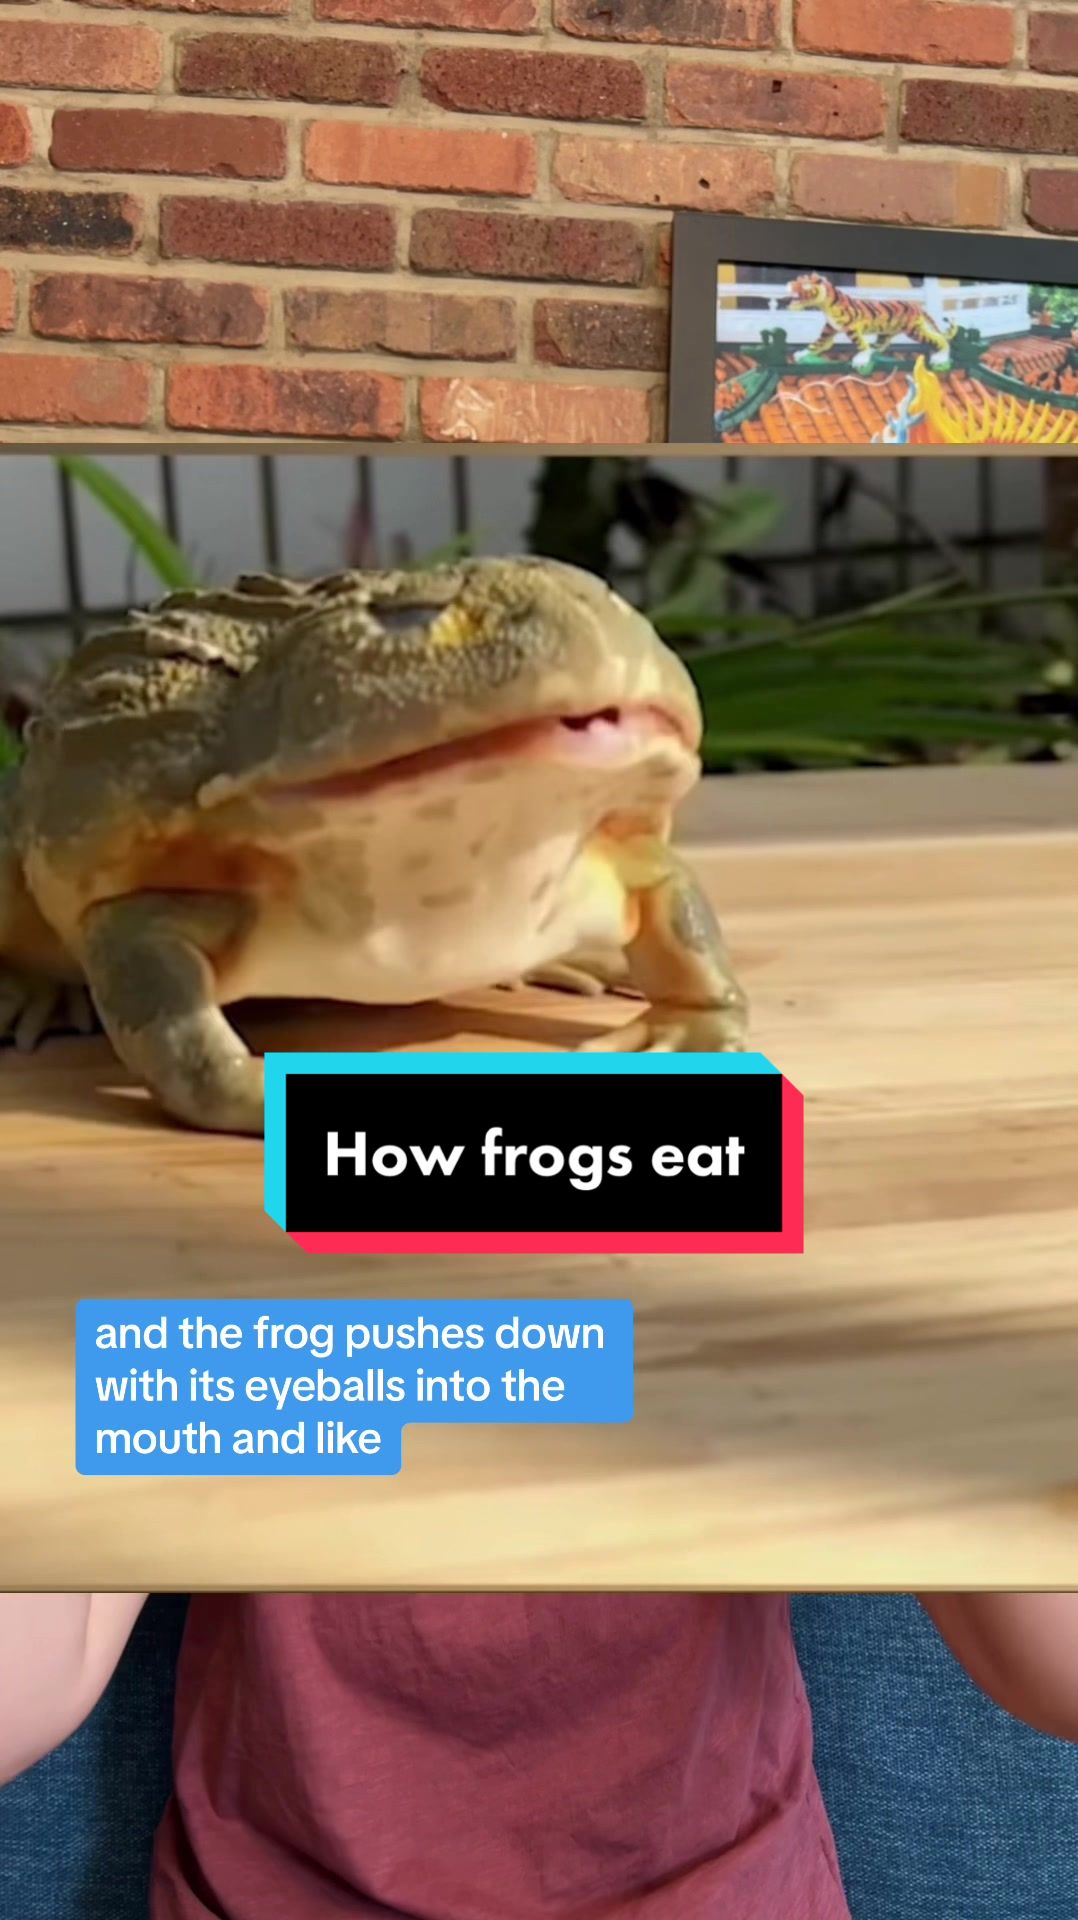 How frogs eat
and the frog pushes down
with its eyeballs into the
mouth and like